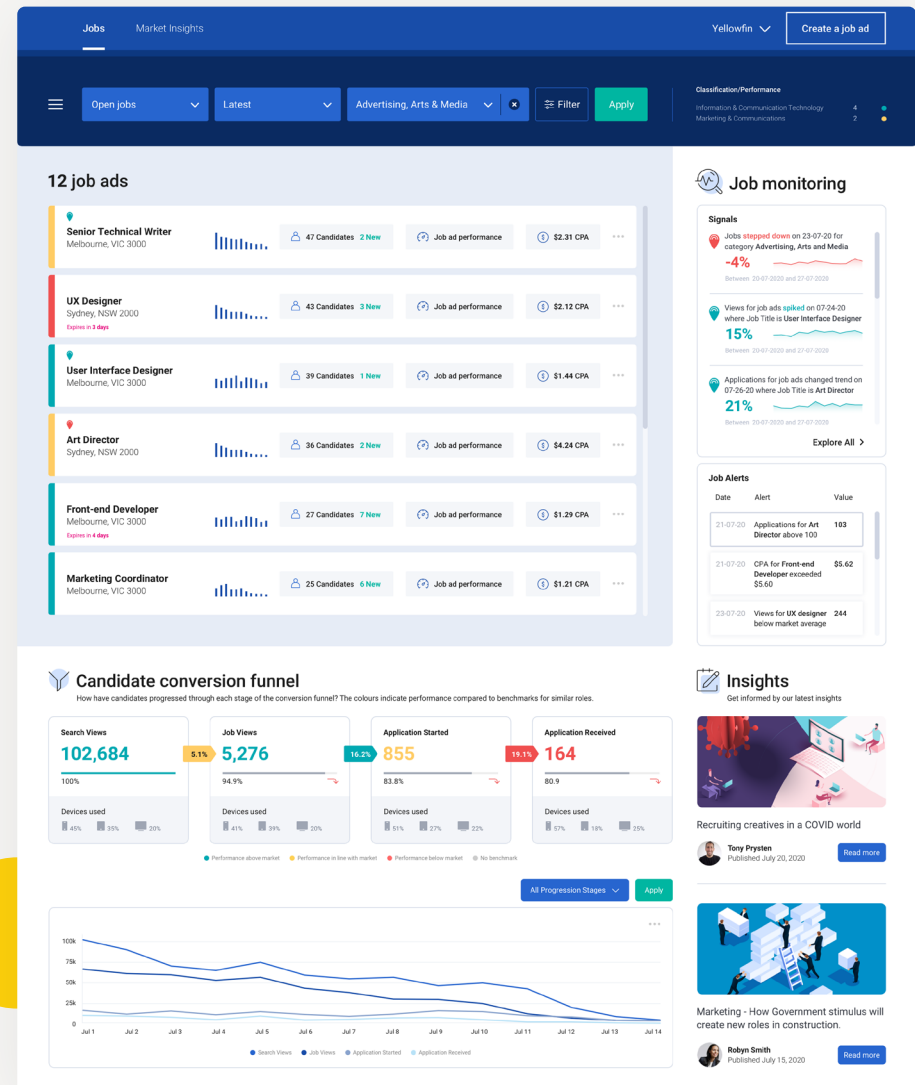 Jobs
Market Insights
Yellowfin
Create a job ad
Open jobs
Latest
Advertising, Arts & Media
Filter
Apply
Classification/Performance
Information & Communication Technology 4
Marketing & Communications 2
12 job ads
Senior Technical Writer
Melbourne, VIC 3000
47 Candidates 2 New
Job ad performance
$2.31 CPA
UX Designer
Sydney, NSW 2000
Expires in 3 days
43 Candidates 3 New
Job ad performance
$2.12 CPA
User Interface Designer
Melbourne, VIC 3000
39 Candidates 1 New
Job ad performance
$1.44 CPA
Art Director
Sydney, NSW 2000
36 Candidates 2 New
Job ad performance
$4.24 CPA
Front-end Developer
Melbourne, VIC 3000
Expires in 4 days
27 Candidates 7 New
Job ad performance
$1.29 CPA
Marketing Coordinator
Melbourne, VIC 3000
25 Candidates 6 New
Job ad performance
$1.21 CPA
Job monitoring
Signals
Jobs stepped down on 23-07-20 for
category Advertising, Arts and Media
-4%
Between 20-07-2020 and 27-07-2020
Views for job ads spiked on 07-24-20
where Job Title is User Interface Designer
15%
Between 20-07-2020 and 27-07-2020
Applications for job ads changed trend on
07-26-20 where Job Title is Art Director
21%
Between 20-07-2020 and 27-07-2020
Explore All
Job Alerts
Date Alert Value
21-07-20 Applications for Art 103
Director above 100
21-07-20 CPA for Front-end $5.62
Developer exceeded
$5.60
23-07-20 Views for UX designer 244
below market average
Candidate conversion funnel
How have candidates progressed through each stage of the conversion funnel? The colours indicate performance compared to benchmarks for similar roles.
Search Views
102,684
100%
Devices used
45% 35% 20%
5.1%
Job Views
5,276
94.9%
Devices used
41% 39% 20%
16.2%
Application Started
855
83.8%
Devices used
51% 27% 22%
19.1%
Application Received
164
80.9
Devices used
57% 18% 25%
Performance above market Performance in line with market Performance below market No benchmark
All Progression Stages
Apply
100k
75k
50k
25k
0
Jul 1 Jul 2 Jul 3 Jul 4 Jul 5 Jul 6 Jul 7 Jul 8 Jul 9 Jul 10 Jul 11 Jul 12 Jul 13 Jul 14
Search Views Job Views Application Started Application Received
Insights
Get informed by our latest insights
Recruiting creatives in a COVID world
Tony Prysten
Published July 20, 2020
Read more
Marketing - How Government stimulus will
create new roles in construction.
Robyn Smith
Published July 15, 2020
Read more